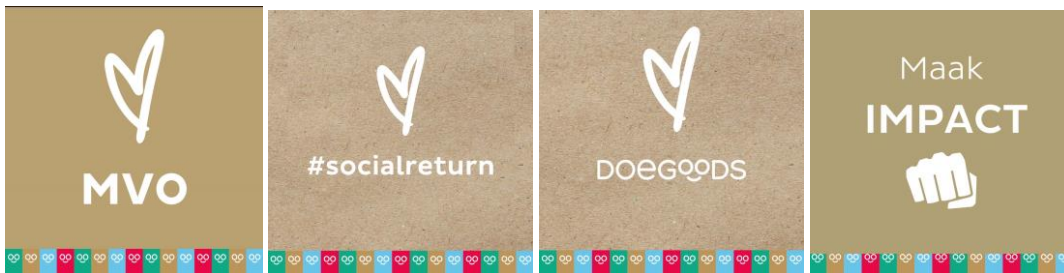 MVO
#socialreturn
DOEGOODS
Maak
IMPACT